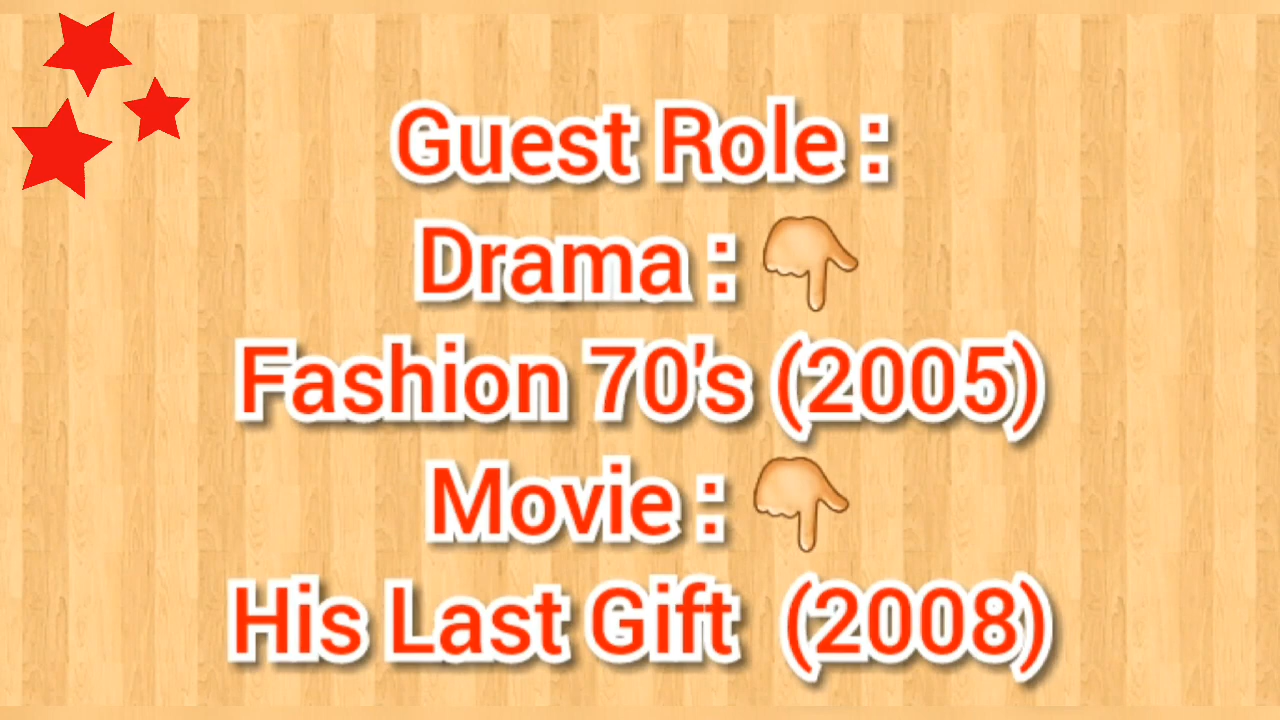 Guest Role :
Drama : 👇
Fashion 70's (2005)
Movie : 👇
His Last Gift (2008)